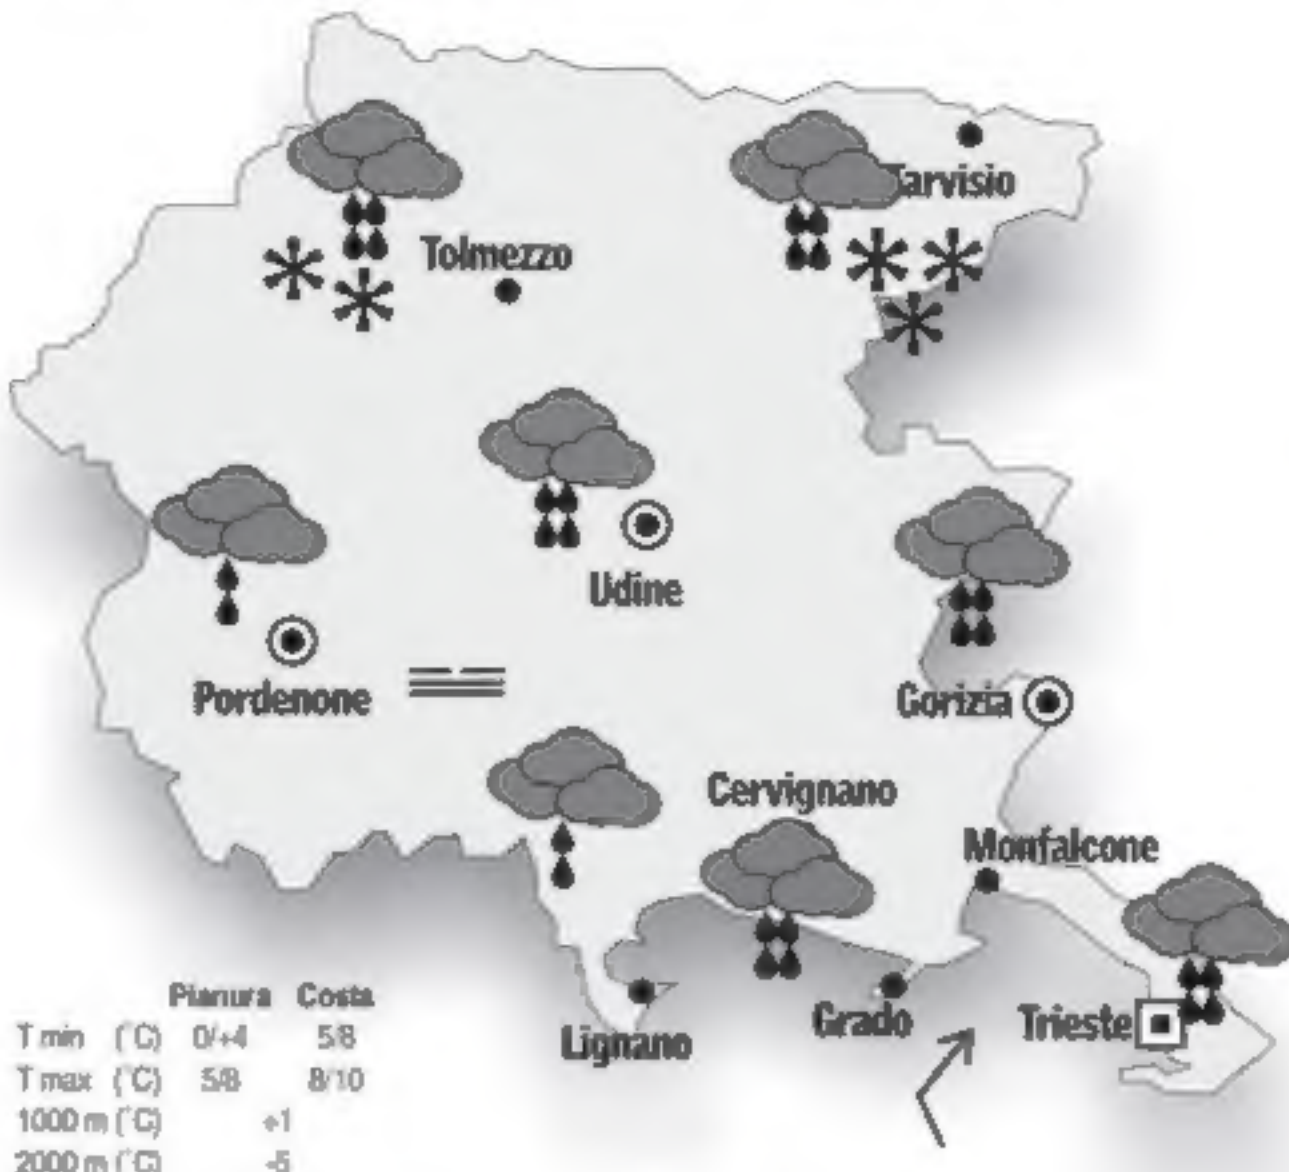 Tarvisio
Tolmezzo
Udine
Pordenone
Gorizia
Cervignano
Monfalcone
Grado
Trieste
Lignano
Pianura Costa
T min (°C) 0/+4 5/8
T max (°C) 5/8 8/10
1000 m (°C) +1
2000 m (°C) -5